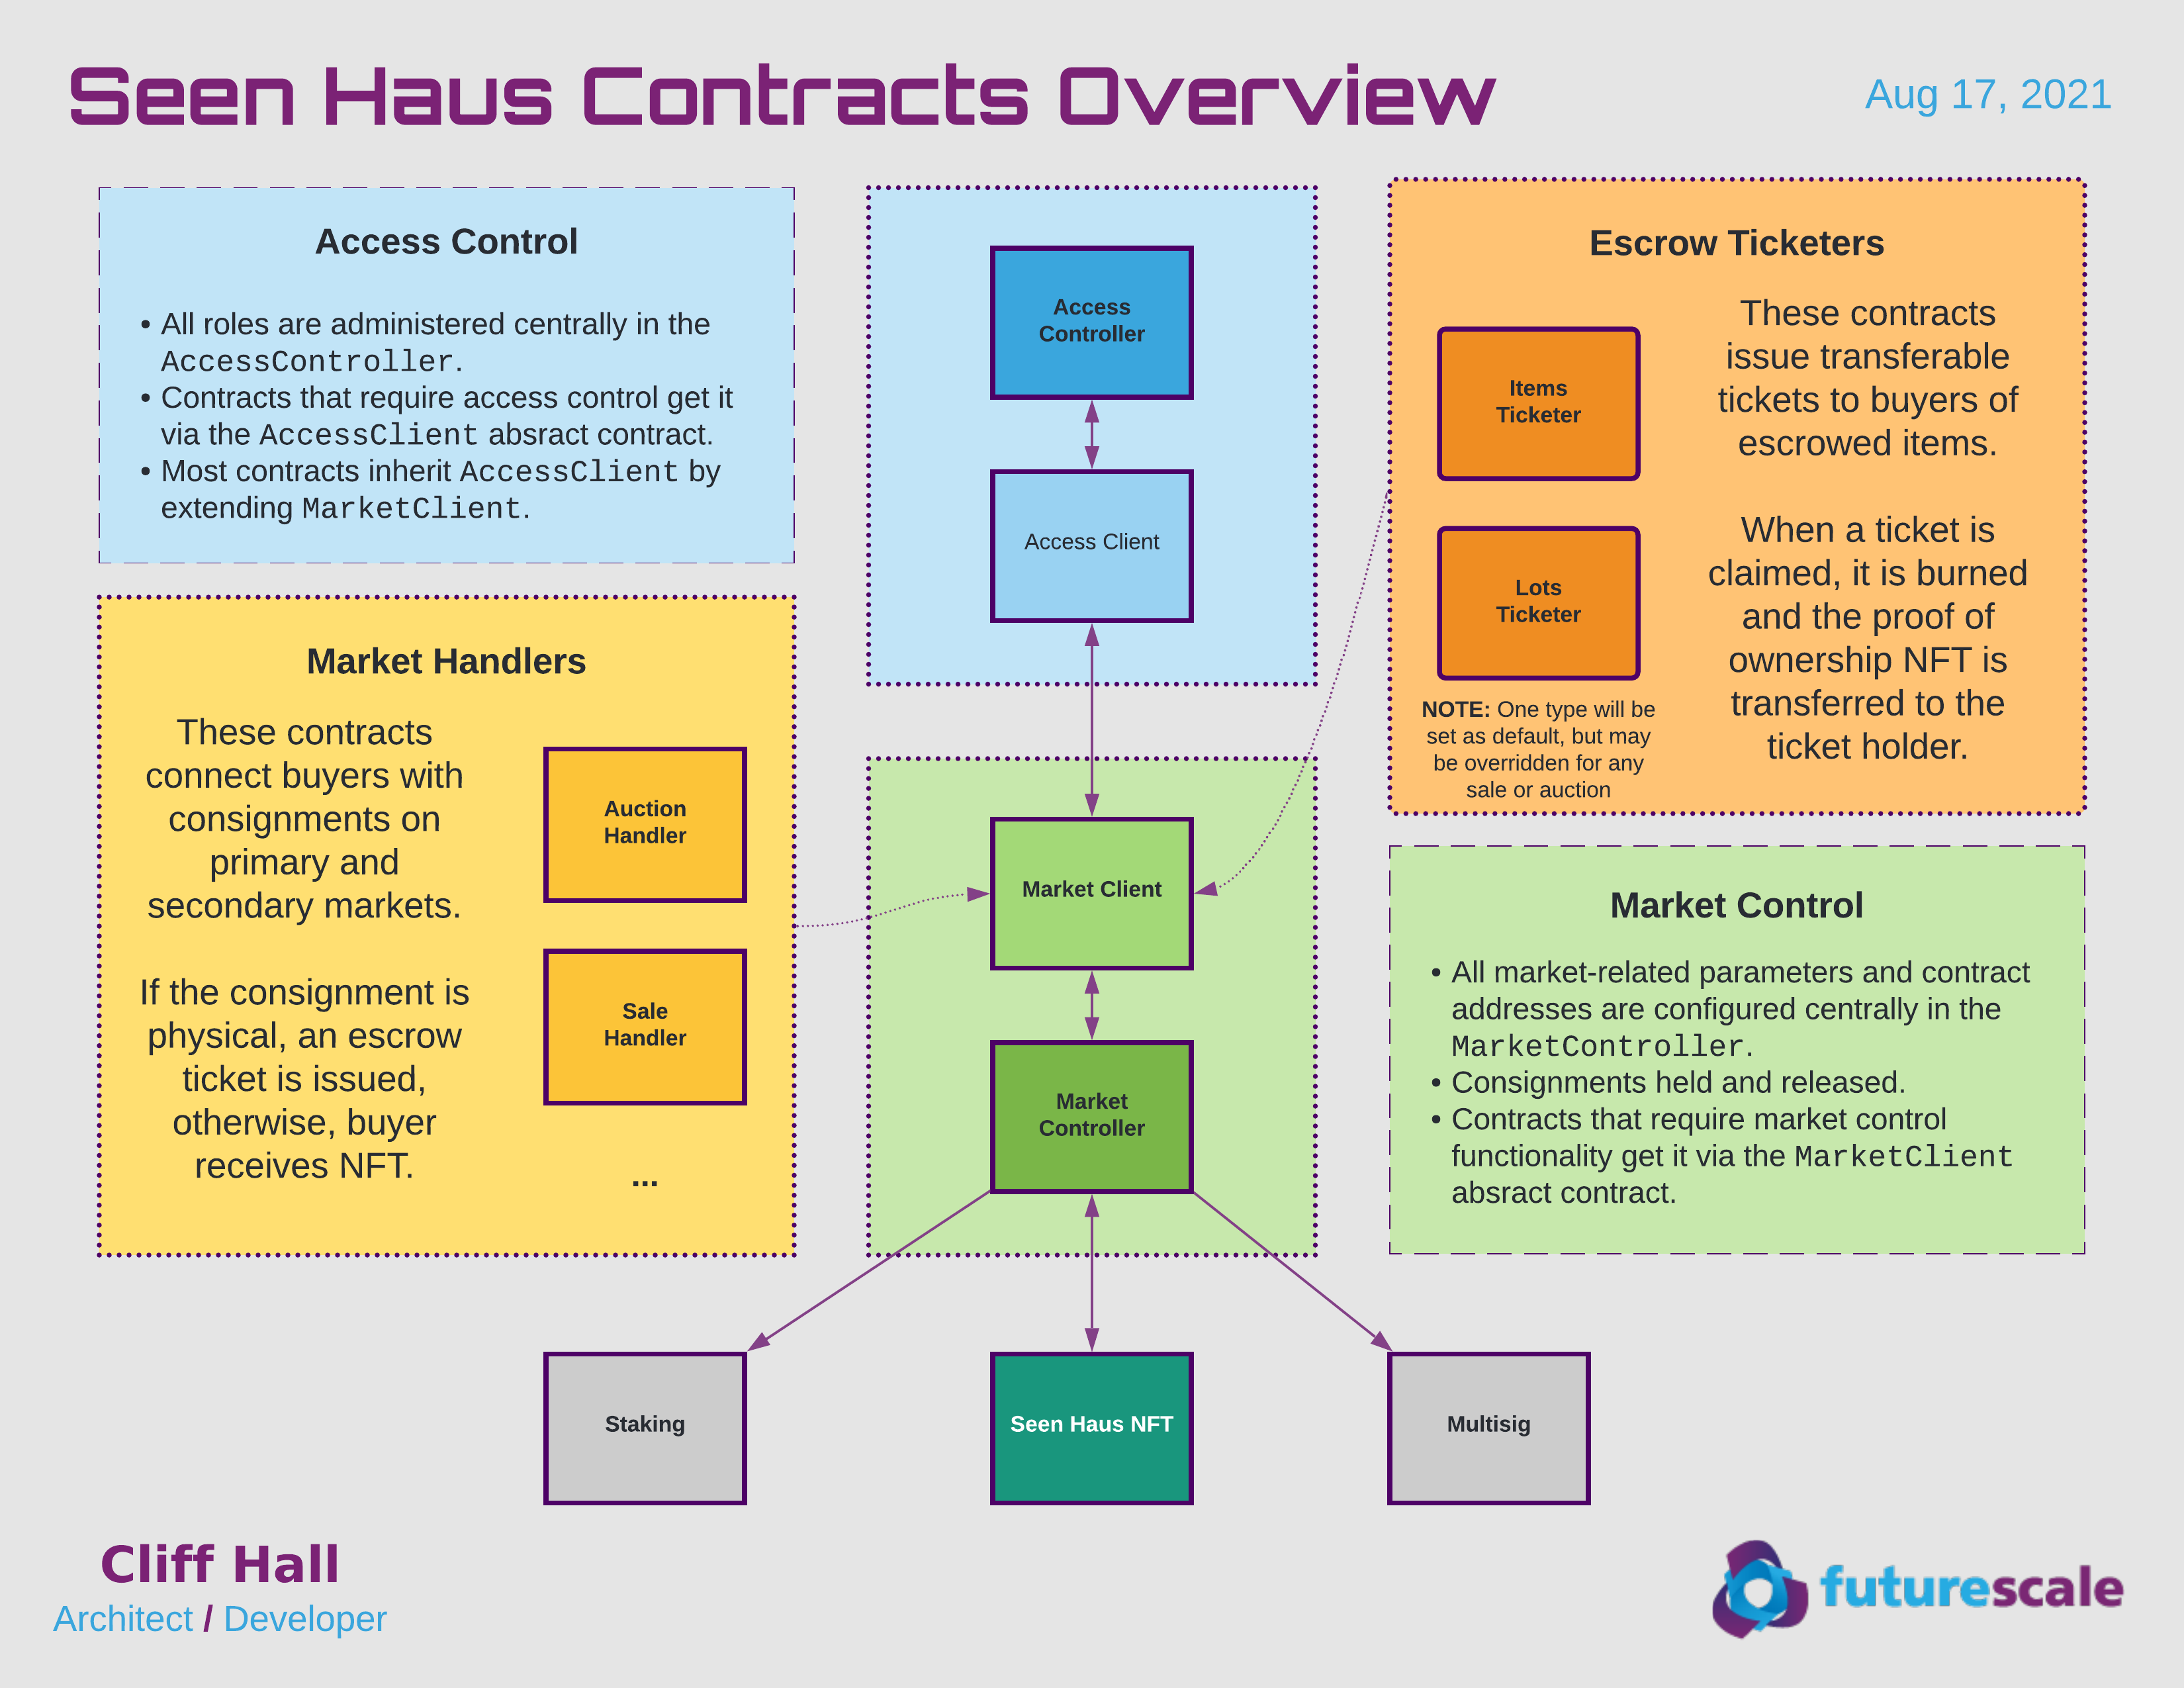 Seen Haus Contracts Overview
Aug 17, 2021
Access Control
• All roles are administered centrally in the
AccessController.
• Contracts that require access control get it
via the AccessClient absract contract.
• Most contracts inherit AccessClient by
extending MarketClient.
Access
Controller
Access Client
Escrow Ticketers
Items
Ticketer
Lots
Ticketer
NOTE: One type will be
set as default, but may
be overridden for any
sale or auction
These contracts
issue transferable
tickets to buyers of
escrowed items.
When a ticket is
claimed, it is burned
and the proof of
ownership NFT is
transferred to the
ticket holder.
Market Handlers
These contracts
connect buyers with
consignments on
primary and
secondary markets.
If the consignment is
physical, an escrow
ticket is issued,
otherwise, buyer
receives NFT.
Auction
Handler
Sale
Handler
...
Market Client
Market
Controller
Market Control
• All market-related parameters and contract
addresses are configured centrally in the
MarketController.
• Consignments held and released.
• Contracts that require market control
functionality get it via the MarketClient
absract contract.
Staking
Seen Haus NFT
Multisig
Cliff Hall
Architect / Developer
futurescale